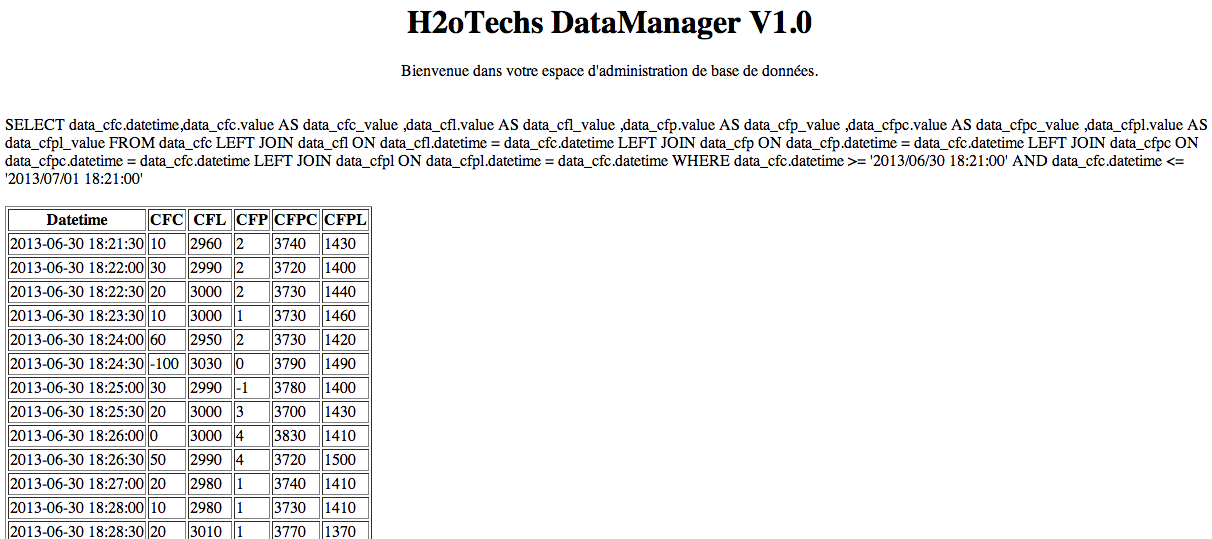 H2oTechs DataManager V1.0
Bienvenue dans votre espace d'administration de base de données.
SELECT data_cfc.datetime,data_cfc.value AS data_cfc_value ,data_cfl.value AS data_cfl_value ,data_cfp.value AS data_cfp_value ,data_cfpc.value AS data_cfpc_value ,data_cfpl.value AS
data_cfpl_value FROM data_cfc LEFT JOIN data_cfl ON data_cfl.datetime = data_cfc.datetime LEFT JOIN data_cfp ON data_cfp.datetime = data_cfc.datetime LEFT JOIN data_cfpc ON
data_cfpc.datetime = data_cfc.datetime LEFT JOIN data_cfpl ON data_cfpl.datetime = data_cfc.datetime WHERE data_cfc.datetime >= '2013/06/30 18:21:00' AND data_cfc.datetime <=
'2013/07/01 18:21:00'
Datetime CFC CFL CFP CFPC CFPL
2013-06-30 18:21:30 10 2960 2 3740 1430
2013-06-30 18:22:00 30 2990 2 3720 1400
2013-06-30 18:22:30 20 3000 2 3730 1440
2013-06-30 18:23:30 10 3000 1 3730 1460
2013-06-30 18:24:00 60 2950 2 3730 1420
2013-06-30 18:24:30 -100 3030 0 3790 1490
2013-06-30 18:25:00 30 2990 -1 3780 1400
2013-06-30 18:25:30 20 3000 3 3700 1430
2013-06-30 18:26:00 0 3000 4 3830 1410
2013-06-30 18:26:30 50 2990 4 3720 1500
2013-06-30 18:27:00 20 2980 1 3740 1410
2013-06-30 18:28:00 10 2980 1 3730 1410
2013-06-30 18:28:30 20 3010 1 3770 1370